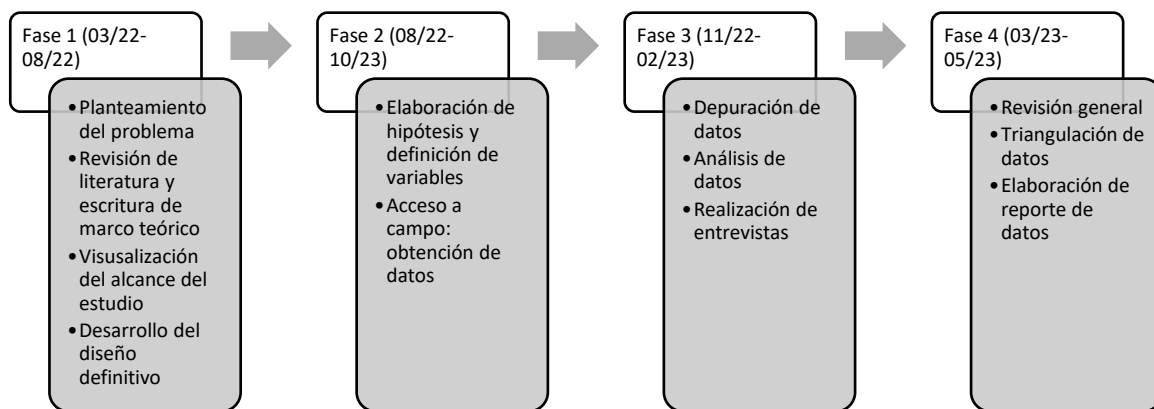 Fase 1 (03/22-
08/22)
• Planteamiento
del problema
• Revisión de
literatura y
escritura de
marco teórico
• Visusalización
del alcance del
estudio
• Desarrollo del
diseño
definitivo
Fase 2 (08/22-
10/23)
• Elaboración de
hipótesis y
definición de
variables
• Acceso a
campo:
obtención de
datos
Fase 3 (11/22-
02/23)
• Depuración de
datos
• Análisis de
datos
• Realización de
entrevistas
Fase 4 (03/23-
05/23)
• Revisión general
• Triangulación de
datos
• Elaboración de
reporte de
datos